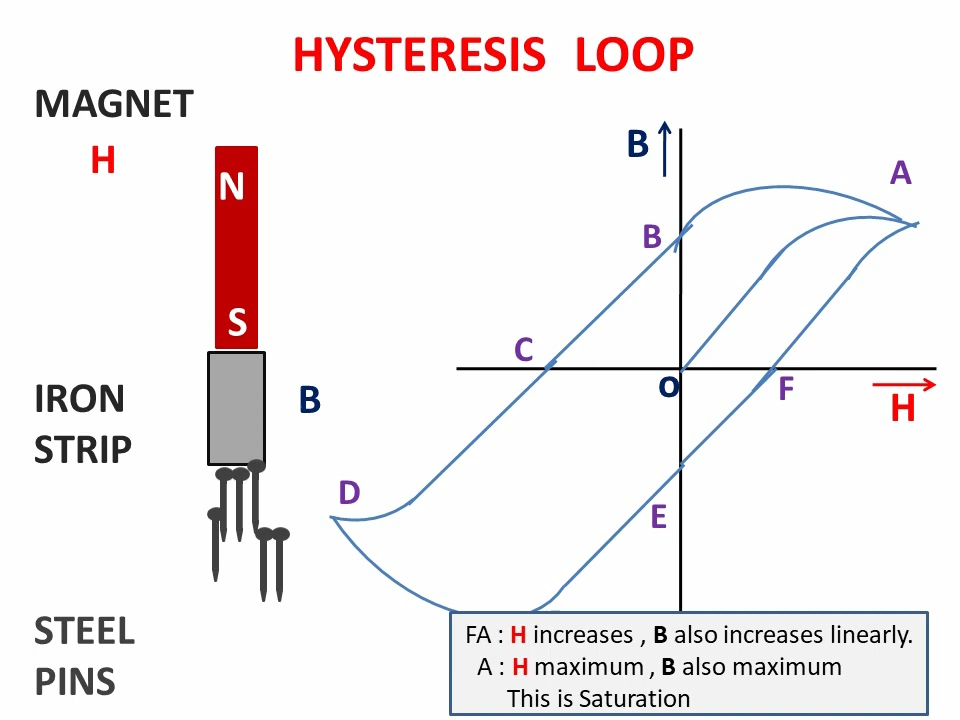 HYSTERESIS LOOP
MAGNET
H
N
S
IRON
STRIP
B
STEEL
PINS
B
A
B
C
O
F
H
D
E
FA : H increases , B also increases linearly.
A : H maximum , B also maximum
This is Saturation